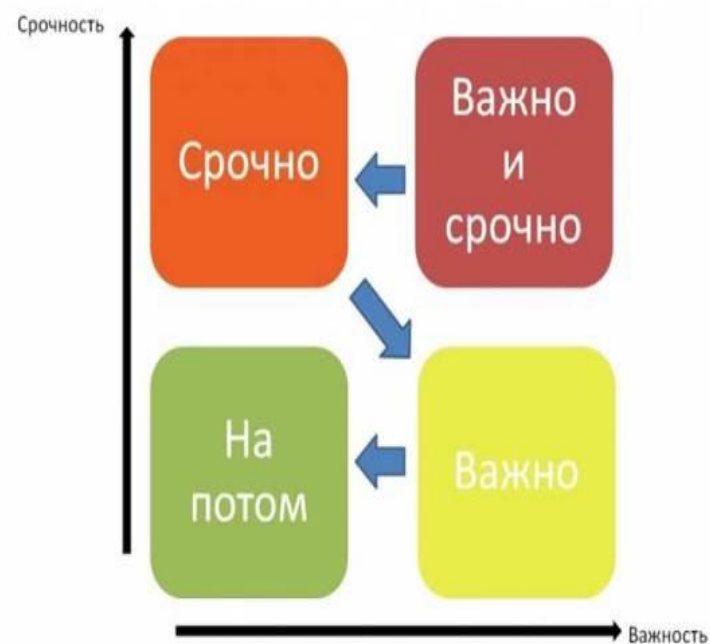 Срочность
Срочно
Важно
и
срочно
На
потом
Важно
Важность